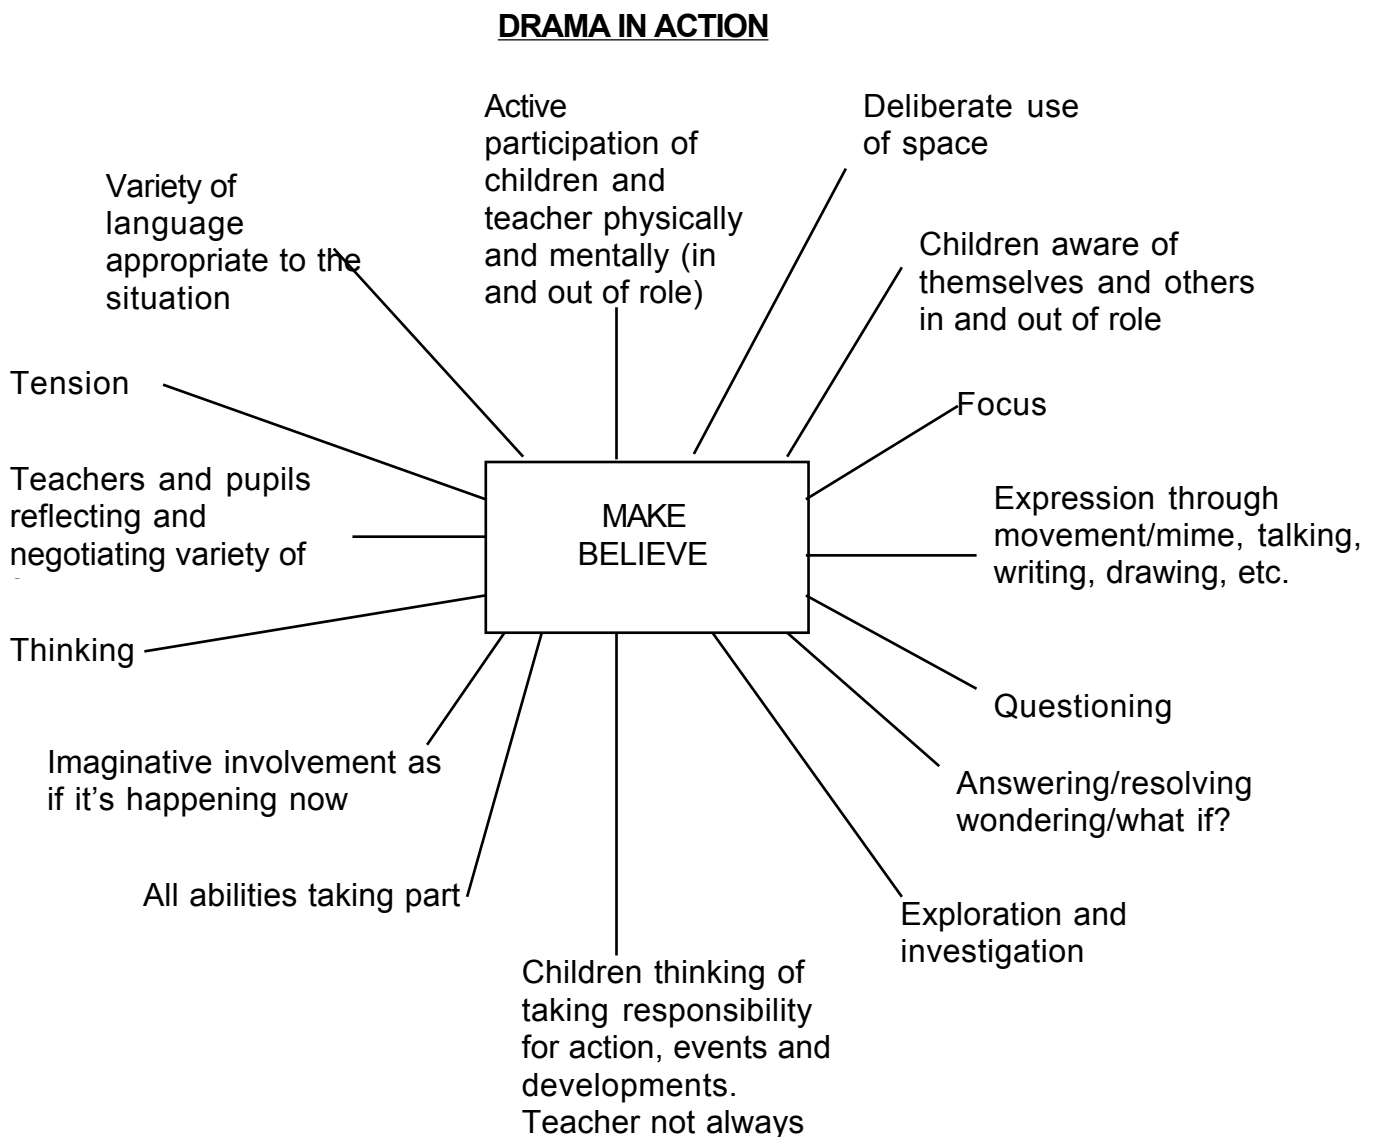 DRAMA IN ACTION
Active
participation of
children and
teacher physically
and mentally (in
and out of role)
Deliberate use
of space
Variety of
language
appropriate to the
situation
Children aware of
themselves and others
in and out of role
Tension
Focus
Teachers and pupils
reflecting and
negotiating variety of
MAKE
BELIEVE
Expression through
movement/mime, talking,
writing, drawing, etc.
Thinking
Questioning
Imaginative involvement as
if it's happening now
Answering/resolving
wondering/what if?
All abilities taking part
Exploration and
investigation
Children thinking of
taking responsibility
for action, events and
developments.
Teacher not always